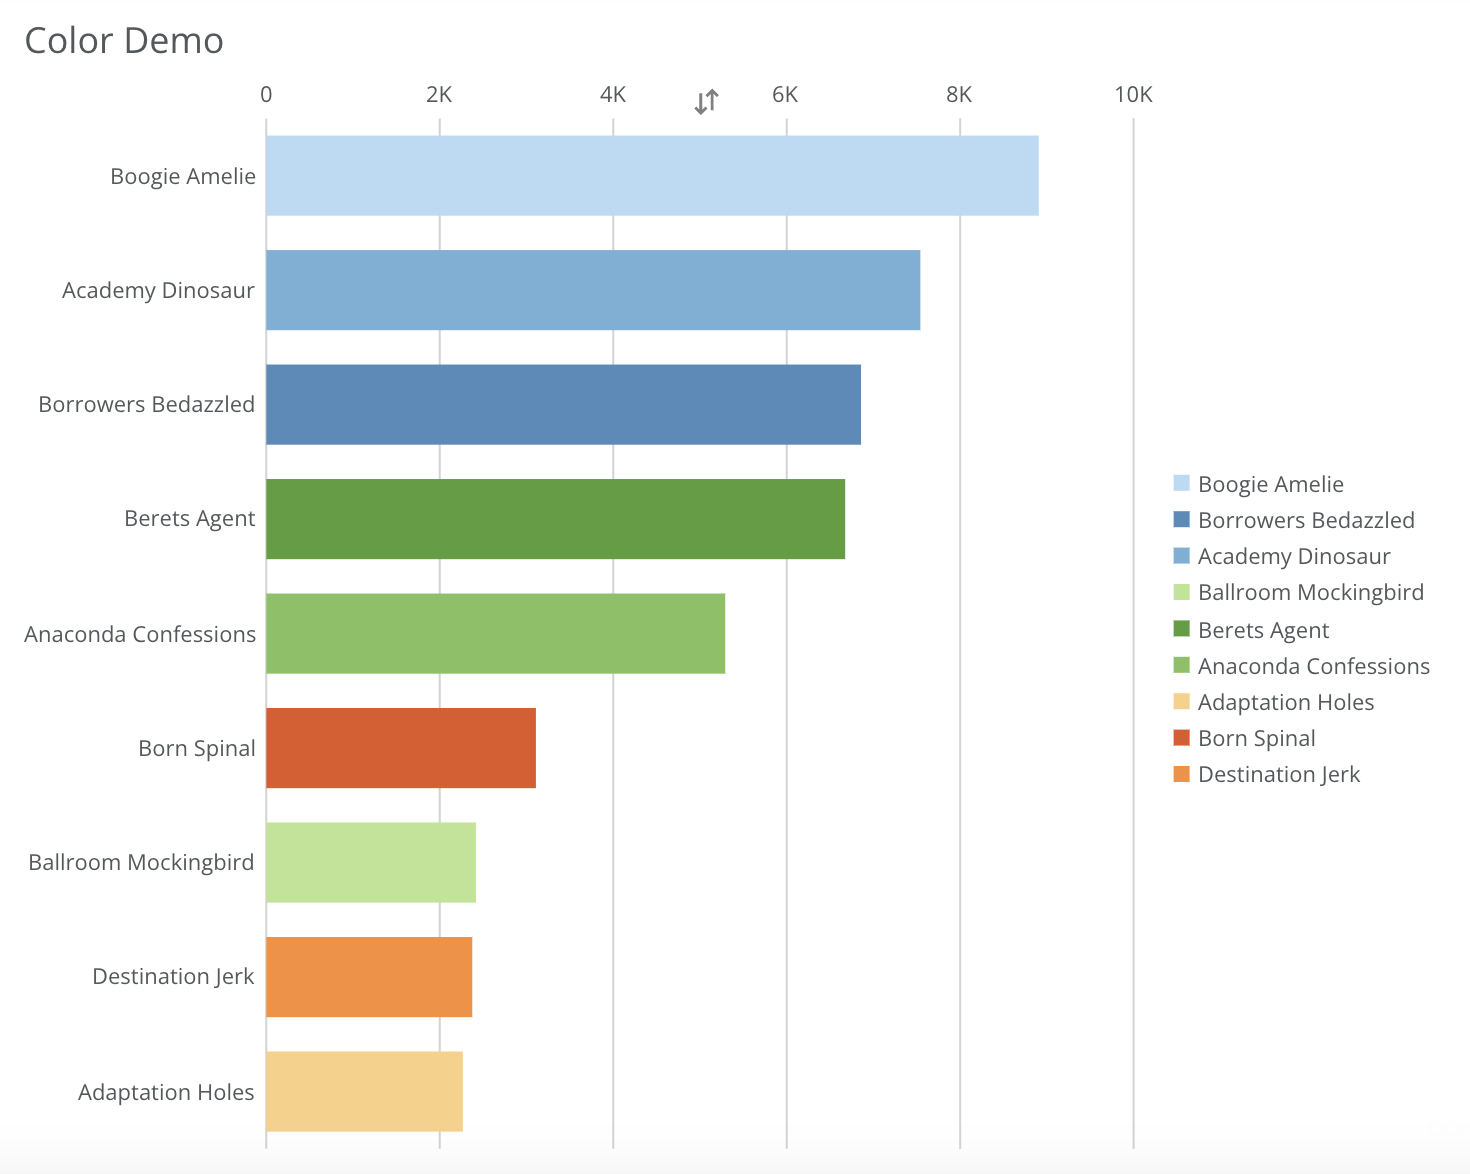 Color Demo
0 2K 4K 6K 8K 10K
Boogie Amelie
Academy Dinosaur
Borrowers Bedazzled
Berets Agent
Anaconda Confessions
Born Spinal
Ballroom Mockingbird
Destination Jerk
Adaptation Holes
Boogie Amelie
Borrowers Bedazzled
Academy Dinosaur
Ballroom Mockingbird
Berets Agent
Anaconda Confessions
Adaptation Holes
Born Spinal
Destination Jerk